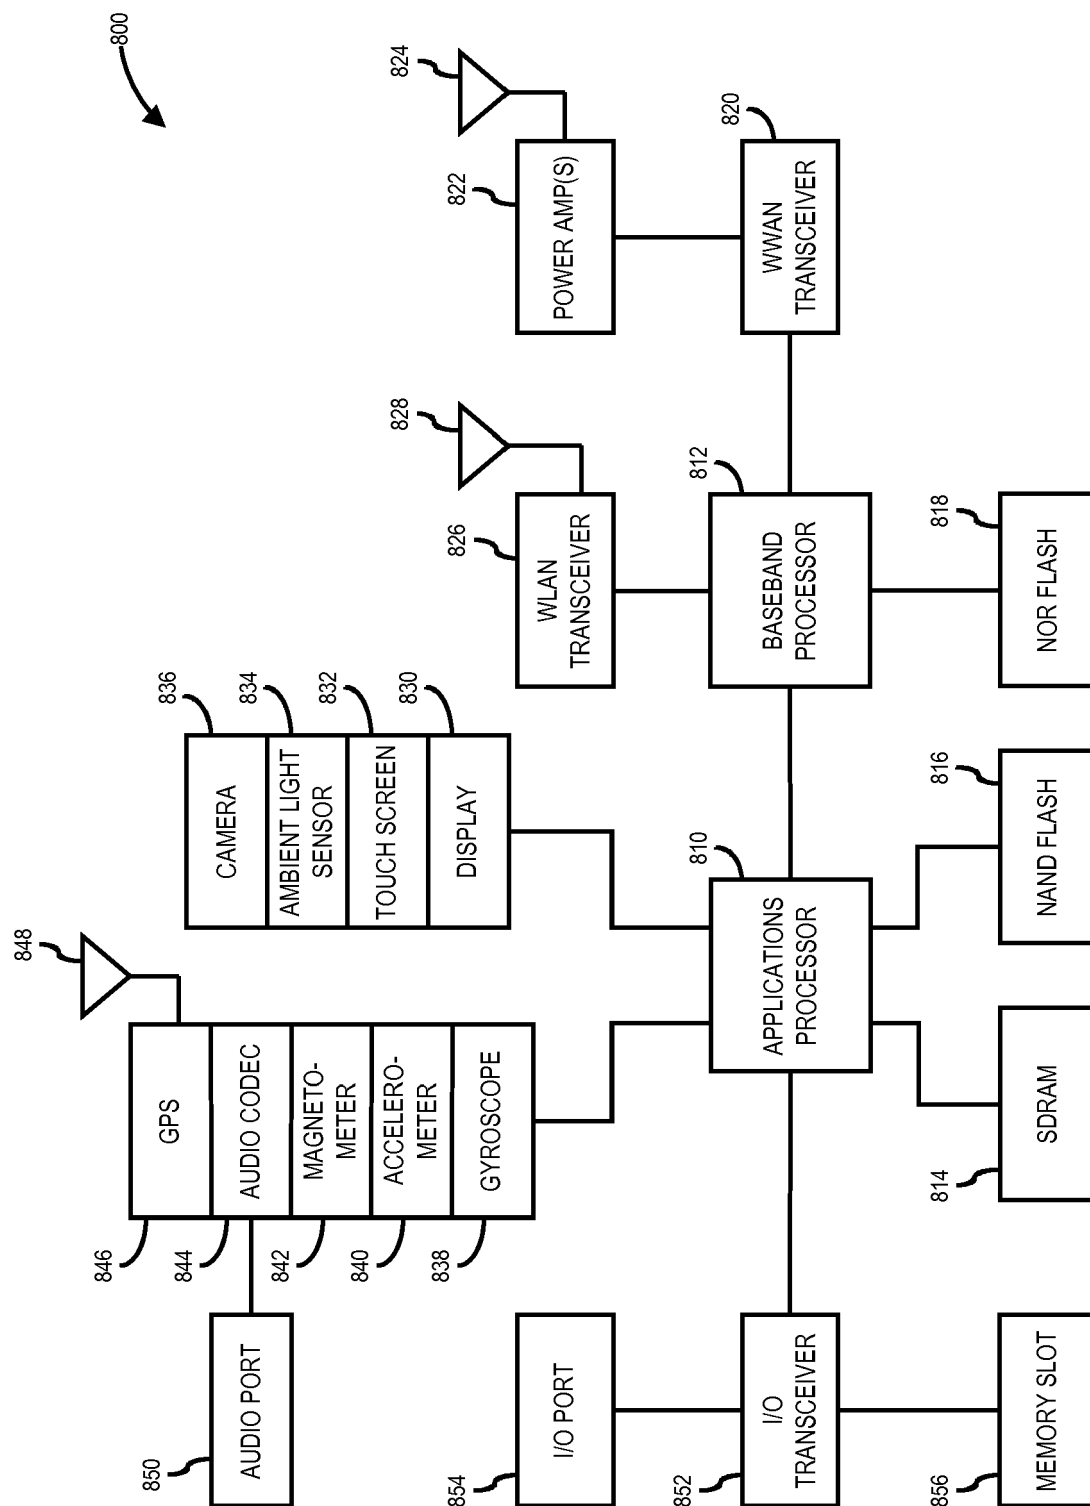 800
848
GPS
AUDIO CODEC
MAGNETO-
METER
ACCELERO-
METER
GYROSCOPE
846
844
842
840
838
850
AUDIO PORT
836
834
832
830
CAMERA
AMBIENT LIGHT
SENSOR
TOUCH SCREEN
DISPLAY
828
826
WLAN
TRANSCEIVER
824
822
POWER AMP(S)
854
I/O PORT
852
I/O
TRANSCEIVER
810
APPLICATIONS
PROCESSOR
812
BASEBAND
PROCESSOR
820
WWAN
TRANSCEIVER
856
MEMORY SLOT
814
SDRAM
816
NAND FLASH
818
NOR FLASH